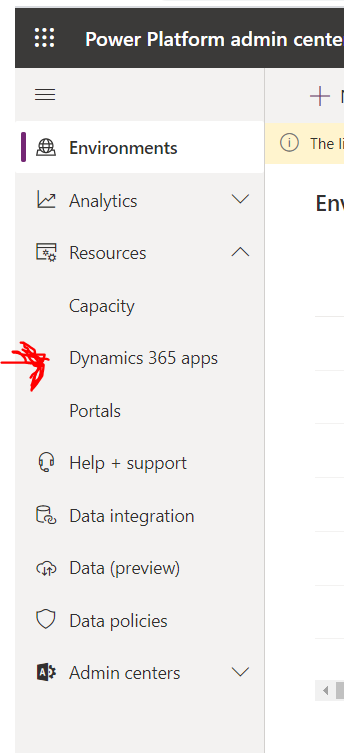 Power Platform admin cente
Environments
The li
Analytics
Env
Resources
Capacity
Dynamics 365 apps
Portals
Help + support
Data integration
Data (preview)
Data policies
Admin centers